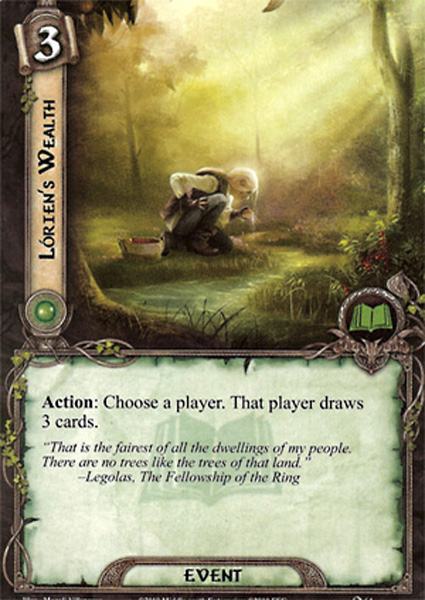 3
LÓRIEN'S WEALTH
Action: Choose a player. That player draws
3 cards.
"That is the fairest of all the dwellings of my people.
There are no trees like the trees of that land."
–Legolas, The Fellowship of the Ring
EVENT